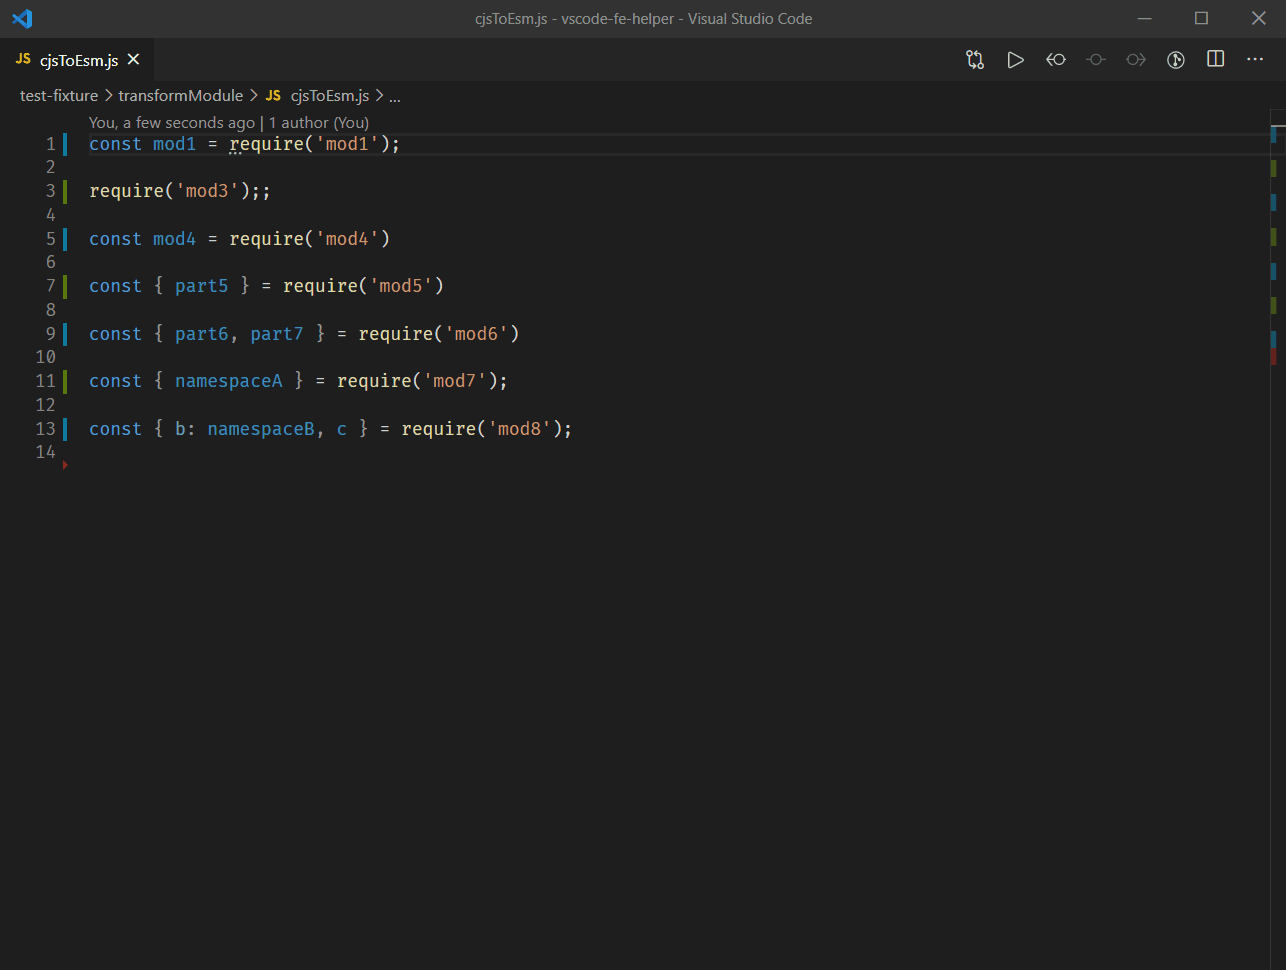 cjsToEsm.js - vscode-fe-helper - Visual Studio Code
JS cjsToEsm.js
test-fixture > transformModule > JS cjsToEsm.js > ...
You, a few seconds ago | 1 author (You)
1 const mod1 = require('mod1');
2
3 require('mod3');;
4
5 const mod4 = require('mod4')
6
7 const { part5 } = require('mod5')
8
9 const { part6, part7 } = require('mod6')
10
11 const { namespaceA } = require('mod7');
12
13 const { b: namespaceB, c } = require('mod8');
14